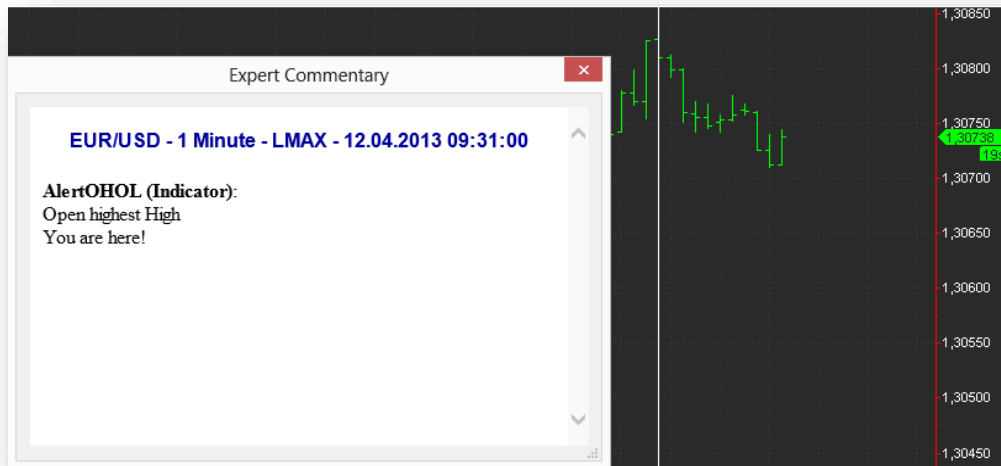 Expert Commentary
EUR/USD - 1 Minute - LMAX - 12.04.2013 09:31:00
AlertOHOL (Indicator):
Open highest High
You are here!
1,30850
1,30800
1,30750
1,30738
19s
1,30700
1,30650
1,30600
1,30550
1,30500
1,30450